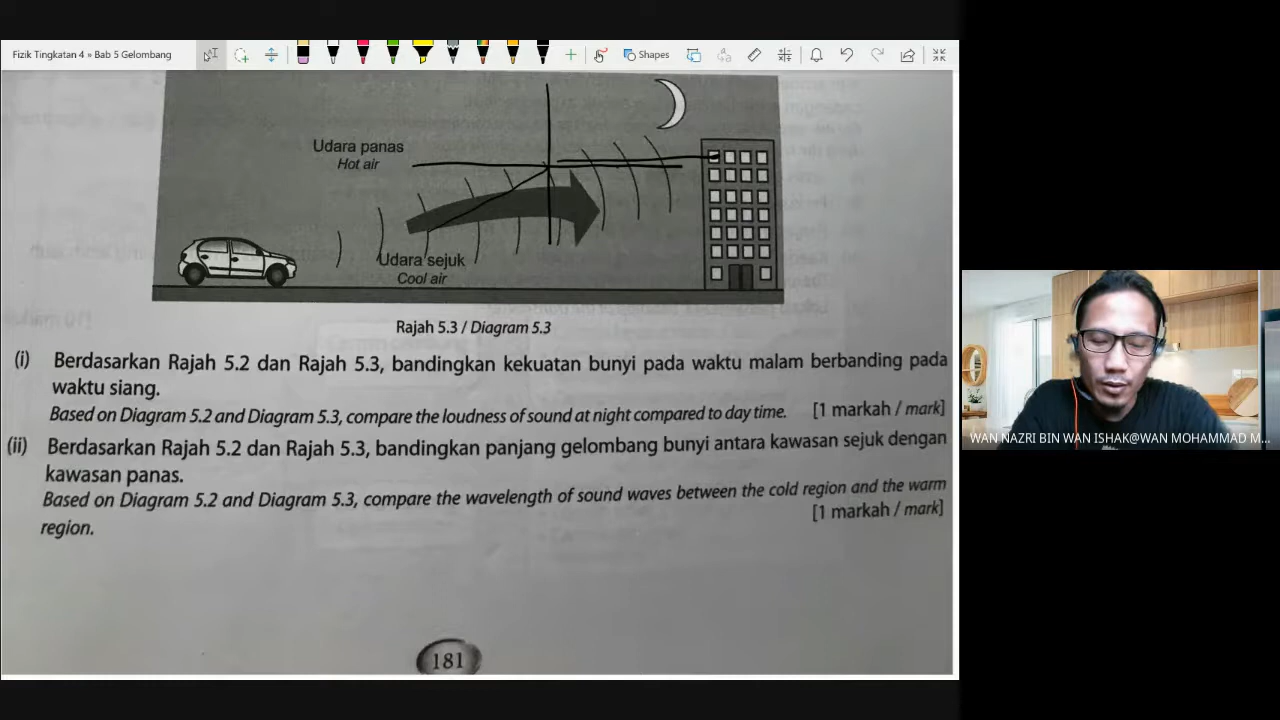 Fizik Tingkatan 4 » Bab 5 Gelombang
Shapes
Udara panas
Hot air
Udara sejuk
Cool air
Rajah 5.3 / Diagram 5.3
(i) Berdasarkan Rajah 5.2 dan Rajah 5.3, bandingkan kekuatan bunyi pada waktu malam berbanding pada
waktu siang.
Based on Diagram 5.2 and Diagram 5.3, compare the loudness of sound at night compared to day time. [1 markah / mark]
(ii) Berdasarkan Rajah 5.2 dan Rajah 5.3, bandingkan panjang gelombang bunyi antara kawasan sejuk dengan
kawasan panas.
Based on Diagram 5.2 and Diagram 5.3, compare the wavelength of sound waves between the cold region and the warm
region. [1 markah / mark]
181
WAN NAZRI BIN WAN ISHAK@WAN MOHAMMAD M...